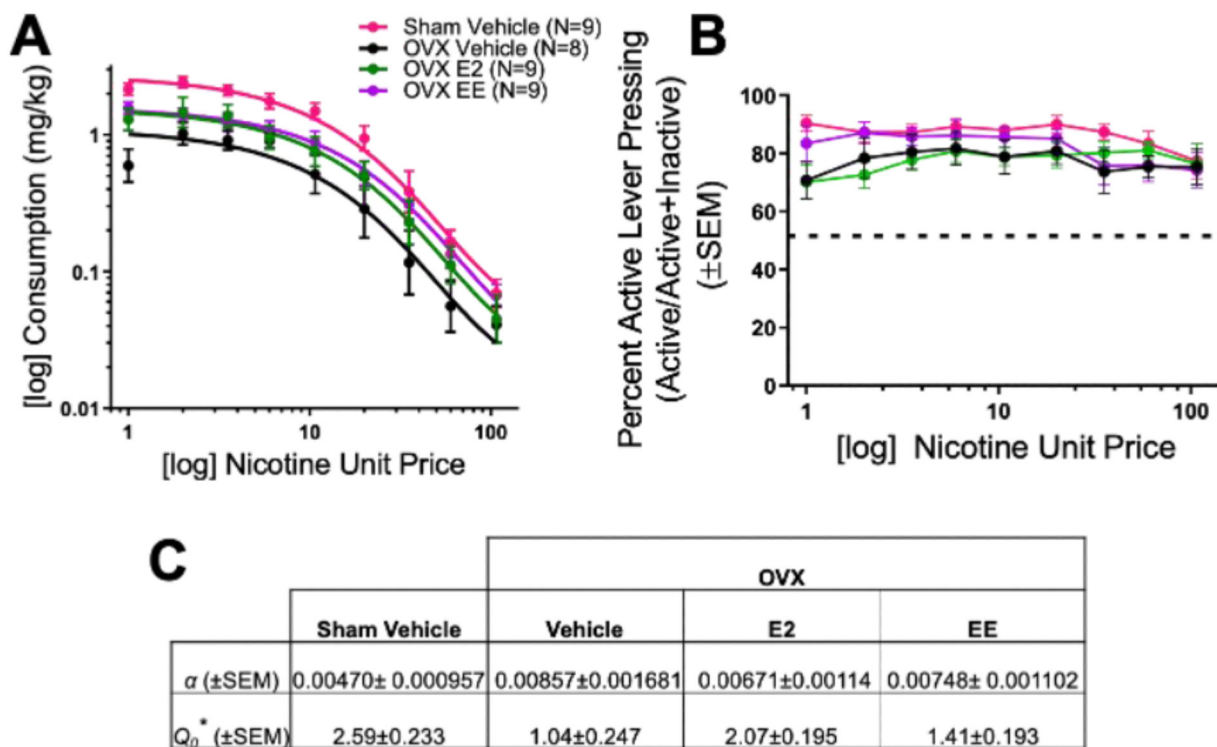 A
Sham Vehicle (N=9)
OVX Vehicle (N=8)
OVX E2 (N=9)
OVX EE (N=9)
[log] Consumption (mg/kg)
1
0.1
0.01
1
10
100
[log] Nicotine Unit Price
B
Percent Active Lever Pressing
(Active/Active+Inactive)
(±SEM)
100
80
60
40
20
0
1
10
100
[log] Nicotine Unit Price
C
OVX
Sham Vehicle Vehicle E2 EE
α (±SEM) 0.00470± 0.000957 0.00857±0.001681 0.00671±0.00114 0.00748± 0.001102
Q0* (±SEM) 2.59±0.233 1.04±0.247 2.07±0.195 1.41±0.193